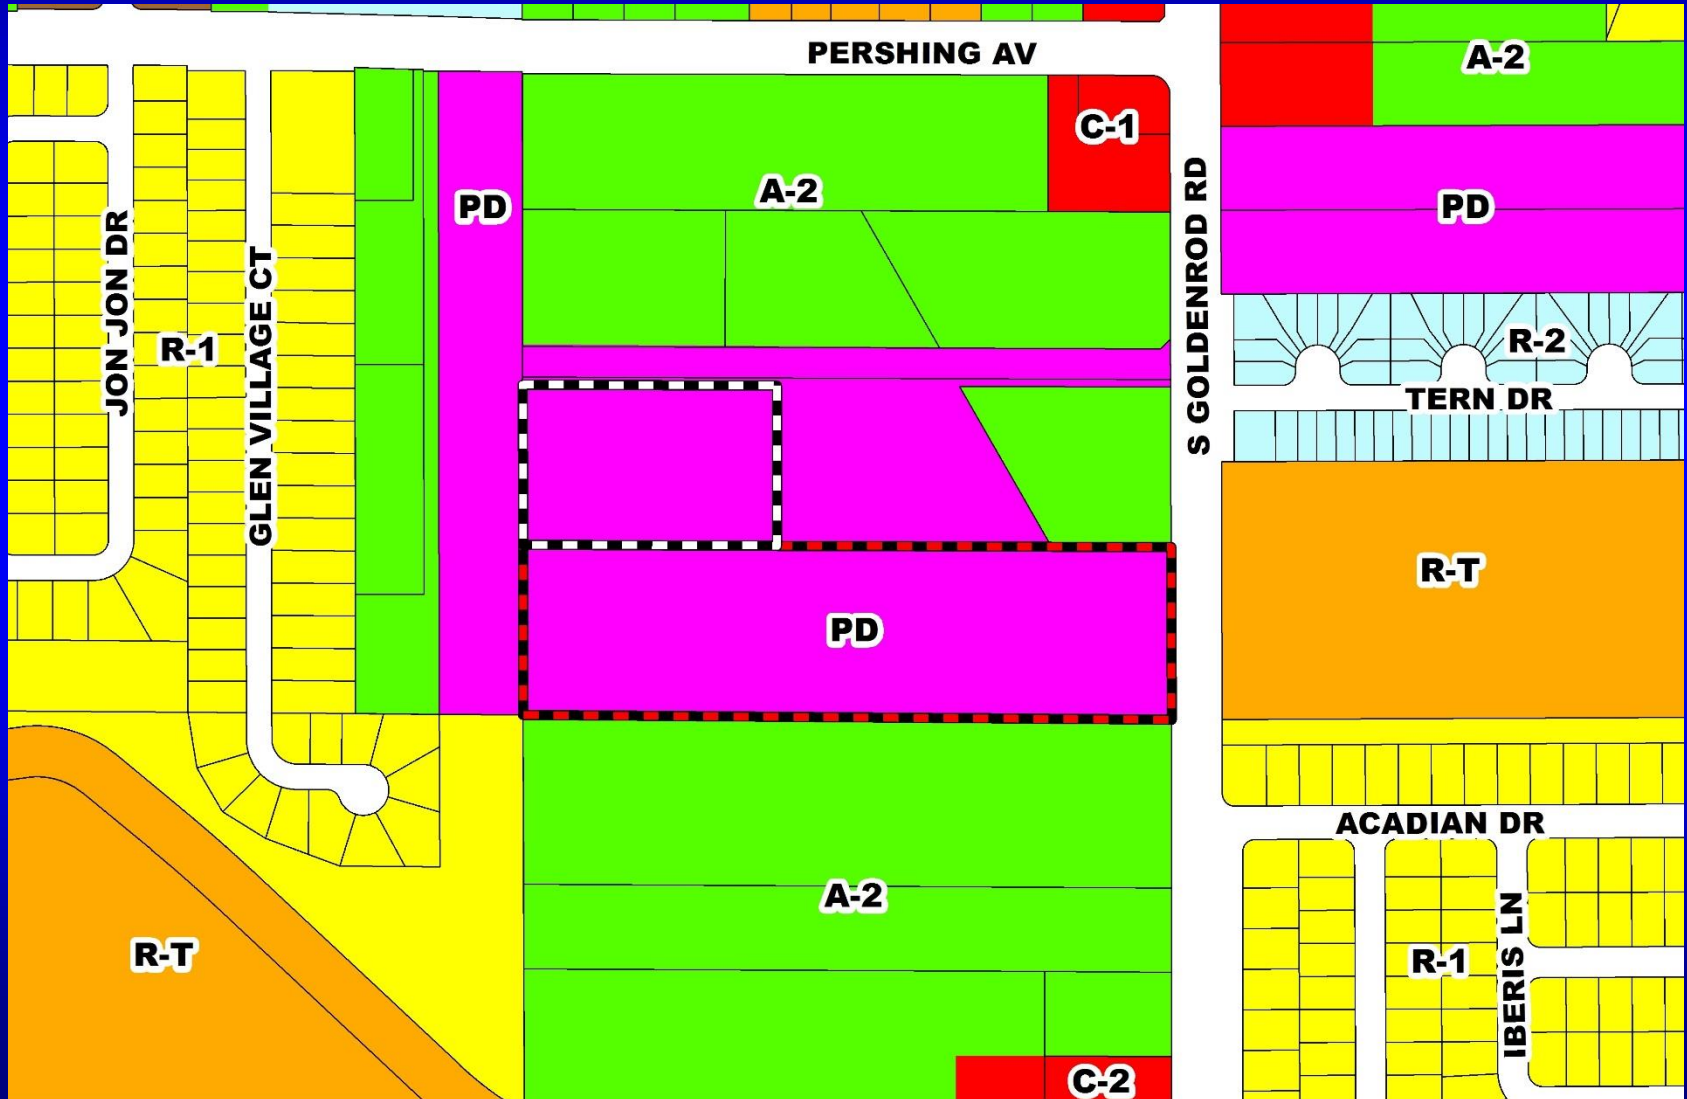 PERSHING AV
A-2
C-1
A-2
PD
PD
S GOLDENROD RD
JON JON DR
GLEN VILLAGE CT
R-1
R-2
TERN DR
R-T
PD
ACADIAN DR
A-2
R-T
R-1
IBERIS LN
C-2